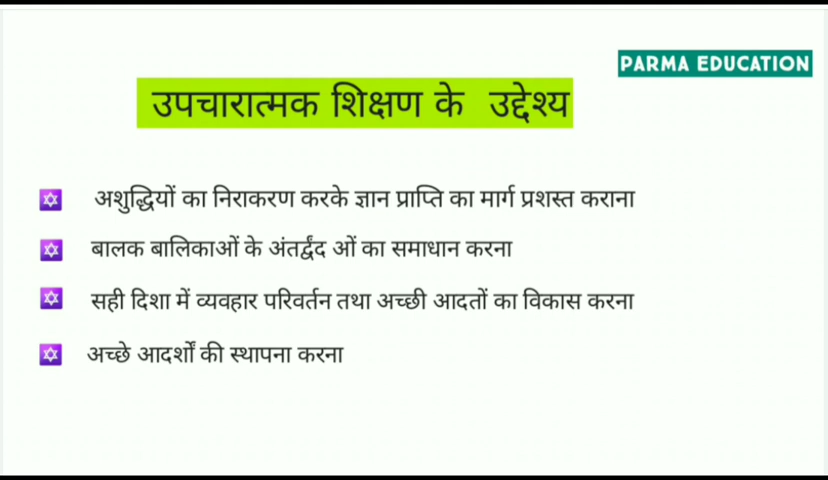 PARMA EDUCATION
उपचारात्मक शिक्षण के उद्देश्य
अशुद्धियों का निराकरण करके ज्ञान प्राप्ति का मार्ग प्रशस्त कराना
बालक बालिकाओं के अंतर्द्वंद ओं का समाधान करना
सही दिशा में व्यवहार परिवर्तन तथा अच्छी आदतों का विकास करना
अच्छे आदर्शों की स्थापना करना